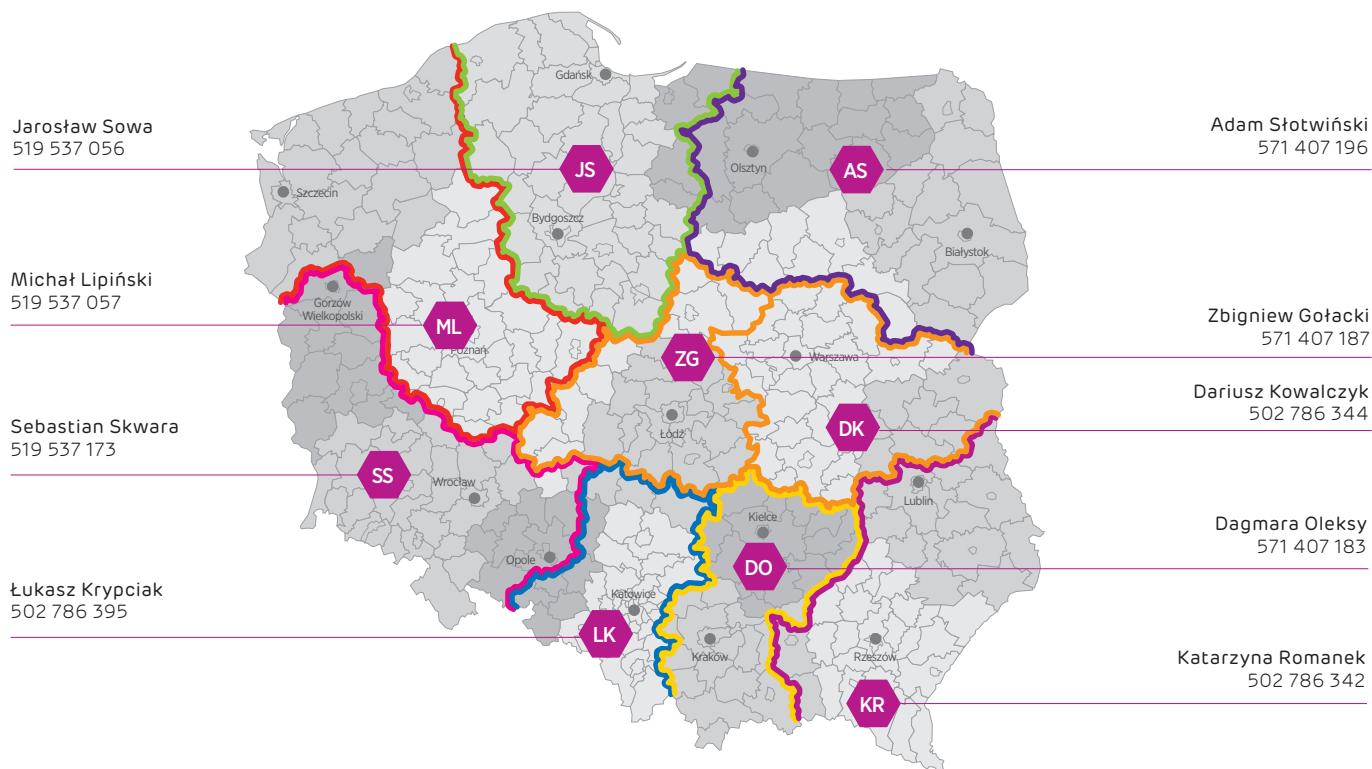 Jarosław Sowa
519 537 056
Michał Lipiński
519 537 057
Sebastian Skwara
519 537 173
Łukasz Krypciak
502 786 395
Gdańsk
JS
Olsztyn
AS
Szczecin
Bydgoszcz
Białystok
Gorzów
Wielkopolski
ML
Poznań
ZG
Warszawa
Łódź
DK
SS
Wrocław
Lublin
Kielce
Opole
DO
Katowice
LK
Kraków
Rzeszów
KR
Adam Słotwiński
571 407 196
Zbigniew Gołacki
571 407 187
Dariusz Kowalczyk
502 786 344
Dagmara Oleksy
571 407 183
Katarzyna Romanek
502 786 342